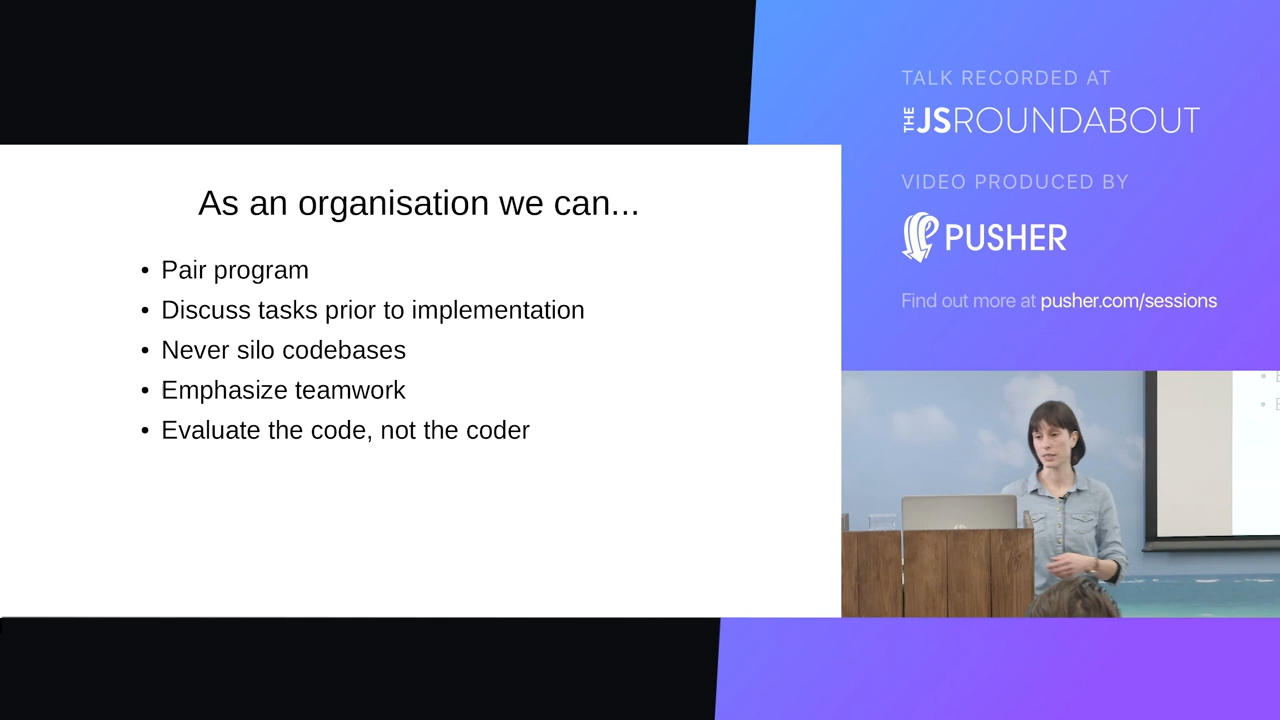 As an organisation we can...
• Pair program
• Discuss tasks prior to implementation
• Never silo codebases
• Emphasize teamwork
• Evaluate the code, not the coder
TALK RECORDED AT
THE JSROUNDABOUT
VIDEO PRODUCED BY
PUSHER
Find out more at pusher.com/sessions